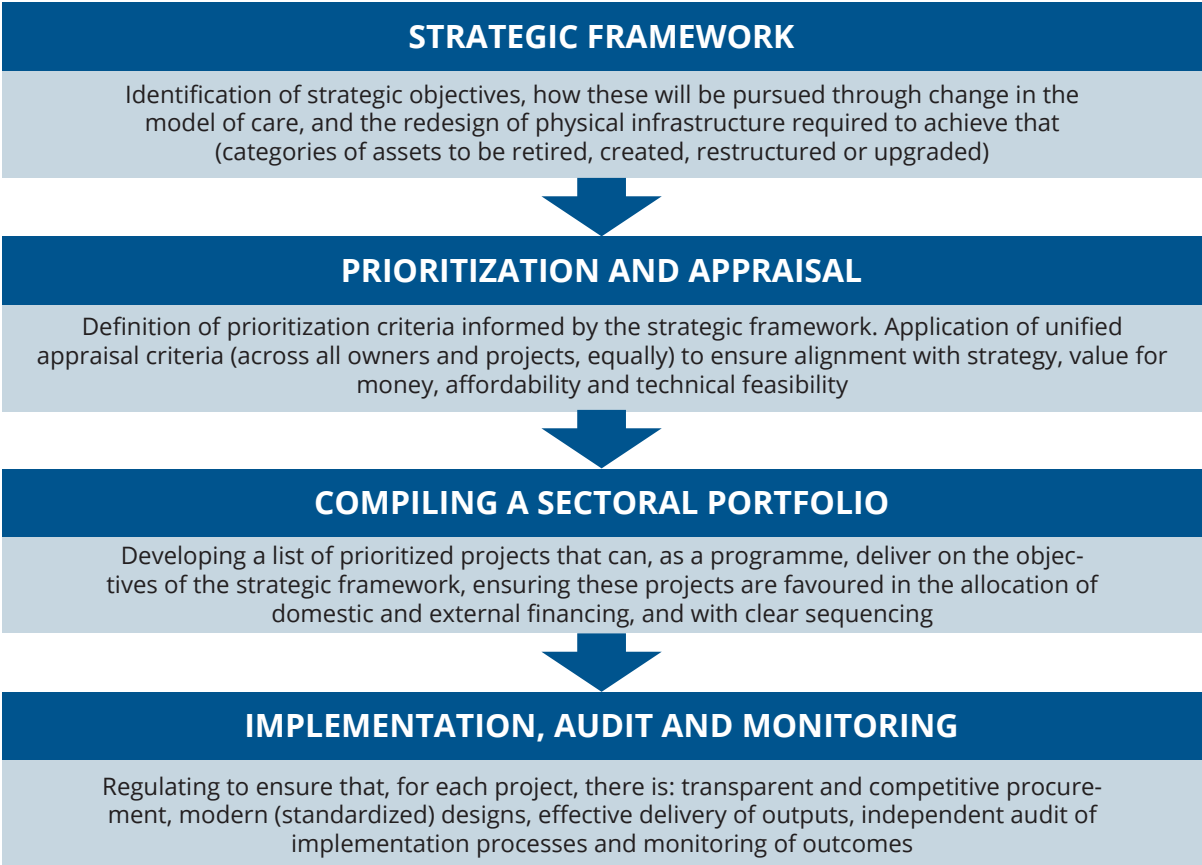 STRATEGIC FRAMEWORK
Identification of strategic objectives, how these will be pursued through change in the
model of care, and the redesign of physical infrastructure required to achieve that
(categories of assets to be retired, created, restructured or upgraded)
PRIORITIZATION AND APPRAISAL
Definition of prioritization criteria informed by the strategic framework. Application of unified
appraisal criteria (across all owners and projects, equally) to ensure alignment with strategy, value for
money, affordability and technical feasibility
COMPILING A SECTORAL PORTFOLIO
Developing a list of prioritized projects that can, as a programme, deliver on the objec-
tives of the strategic framework, ensuring these projects are favoured in the allocation of
domestic and external financing, and with clear sequencing
IMPLEMENTATION, AUDIT AND MONITORING
Regulating to ensure that, for each project, there is: transparent and competitive procure-
ment, modern (standardized) designs, effective delivery of outputs, independent audit of
implementation processes and monitoring of outcomes